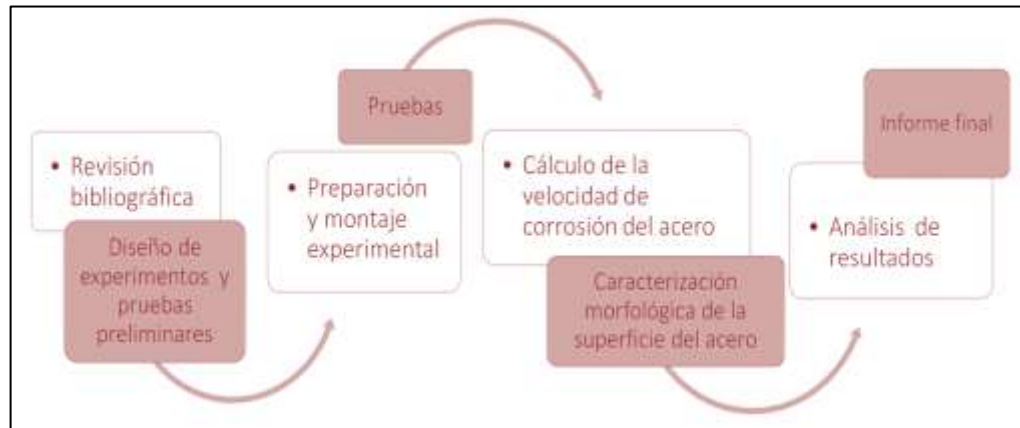 • Revisión
bibliográfica
Diseño de
experimentos y
pruebas
preliminares
Pruebas
• Preparación
y montaje
experimental
• Cálculo de la
velocidad de
corrosión del acero
Caracterización
morfológica de la
superficie del acero
Informe final
• Análisis de
resultados